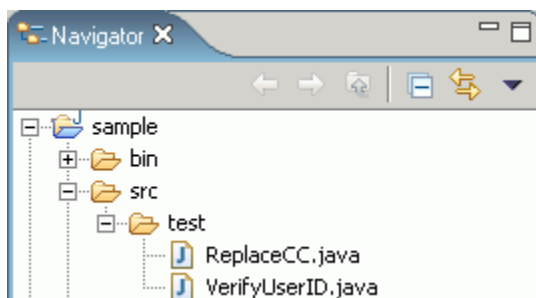 Navigator
sample
bin
src
test
ReplaceCC.java
VerifyUserID.java